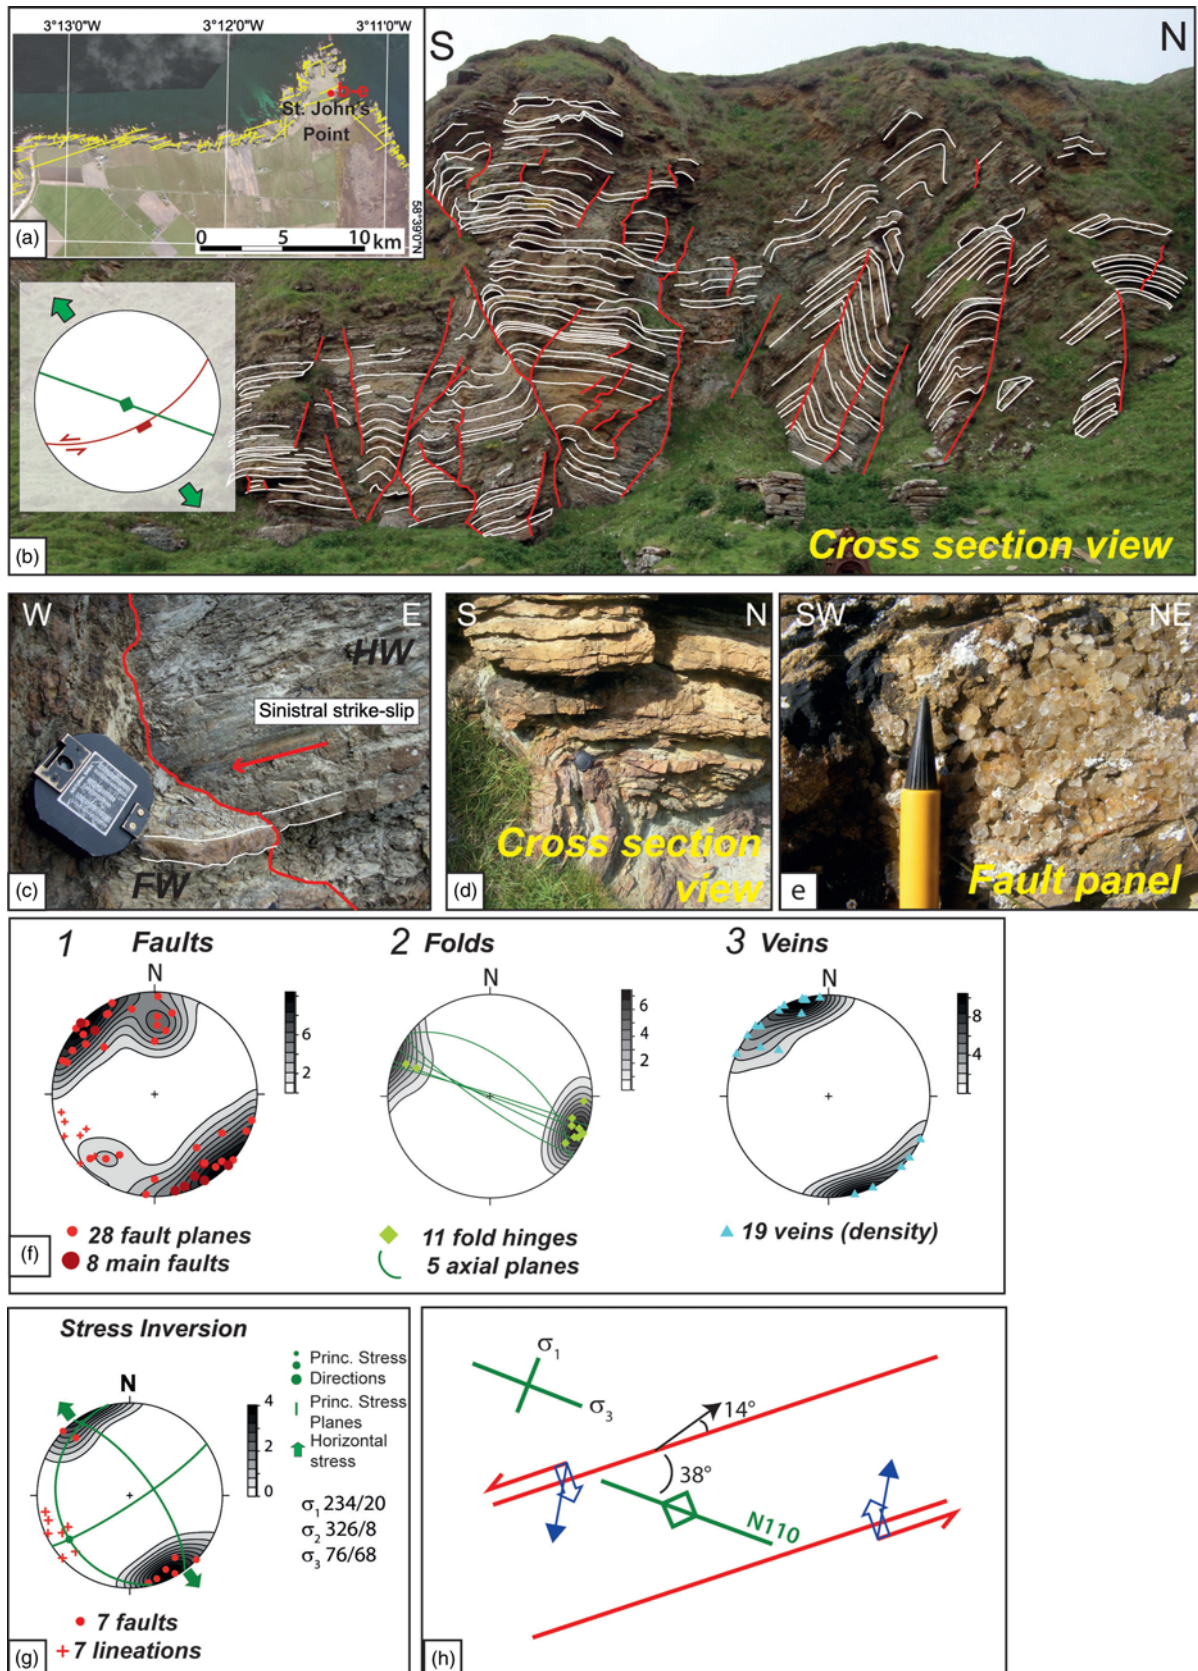 3°13'0"W 3°12'0"W 3°11'0"W
b-e
St. John's
Point
58°39'0"N
0 5 10
km
(a)
S N
Cross section view
(b)
W E
HW
Sinistral strike-slip
FW
(c)
S N
Cross section
view
(d)
SW NE
Fault panel
e
1 Faults
N
6
2
28 fault planes
8 main faults
2 Folds
N
6
4
2
11 fold hinges
5 axial planes
3 Veins
N
8
4
19 veins (density)
(f)
Stress Inversion
N
4
2
0
Princ. Stress
Directions
Princ. Stress
Planes
Horizontal
stress
σ1 234/20
σ2 326/8
σ3 76/68
7 faults
7 lineations
(g)
σ1
σ3
14°
38°
N110
(h)